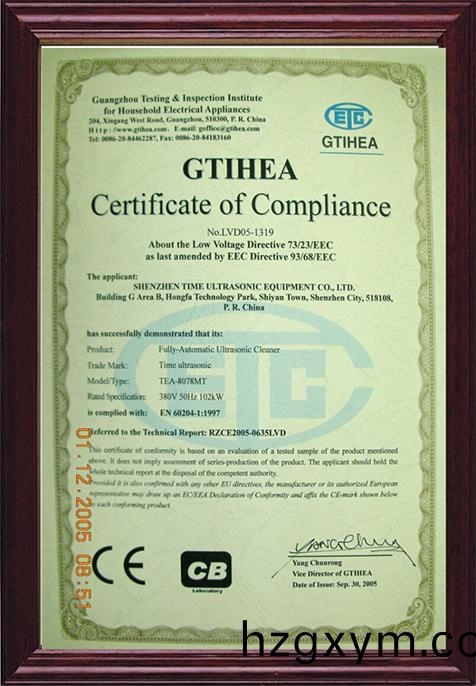 Guangzhou Testing & Inspection Institute
for Household Electrical Appliances
204, Xingang West Road, Guangzhou, 510300, P. R. China
Http://www.gtihea.com, E-mail: goffice@gtihea.com
Tel: 0086-20-84462287, Fax: 0086-20-84183160
ETC
GTIHEA
GTIHEA
Certificate of Compliance
No.LVD05-1319
About the Low Voltage Directive 73/23/EEC
as last amended by EEC Directive 93/68/EEC
The applicant:
SHENZHEN TIME ULTRASONIC EQUIPMENT CO., LTD.
Building G Area B, Hongfa Technology Park, Shiyan Town, Shenzhen City, 518108,
P. R. China
has successfully demonstrated that its:
Product: Fully-Automatic Ultrasonic Cleaner
Trade Mark: Time ultrasonic
Model/Type: TEA-8078MT
Rated Specification: 380V 50Hz 102kW
is complied with: EN 60204-1:1997
Referred to the Technical Report: RZCE2005-0635LVD
This certificate of conformity is based on an evaluation of a tested sample of the product mentioned
above. It does not imply assessment of series-production of the product. The applicant should hold the
whole technical report at the disposal of the competent authority.
Provided it is also confirmed with any other EU directives, the manufacturer or its authorized European
representative may draw up an EC/EEA Declaration of Conformity and affix the CE-mark shown below
to each conforming product.
01.12.2005 08:51
CE
CB
Laboratory
Yang Chunrong
Vice Director of GTIHEA
Date of Issue: Sep. 30, 2005
hzgxym.co